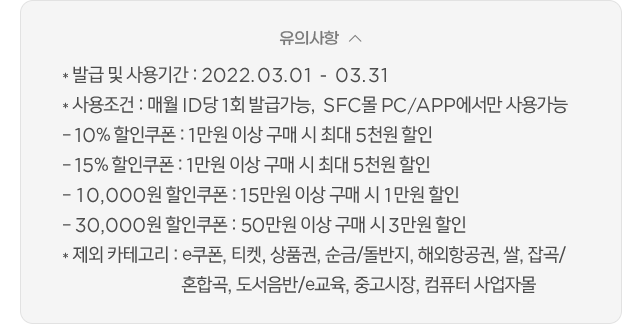 유의사항
* 발급 및 사용기간 : 2022.03.01 - 03.31
* 사용조건 : 매월 ID당 1회 발급가능, SFC몰 PC/APP에서만 사용가능
- 10% 할인쿠폰 : 1만원 이상 구매 시 최대 5천원 할인
- 15% 할인쿠폰 : 1만원 이상 구매 시 최대 5천원 할인
- 10,000원 할인쿠폰 : 15만원 이상 구매 시 1만원 할인
- 30,000원 할인쿠폰 : 50만원 이상 구매 시 3만원 할인
* 제외 카테고리 : e쿠폰, 티켓, 상품권, 순금/돌반지, 해외항공권, 쌀, 잡곡/
혼합곡, 도서음반/e교육, 중고시장, 컴퓨터 사업자몰